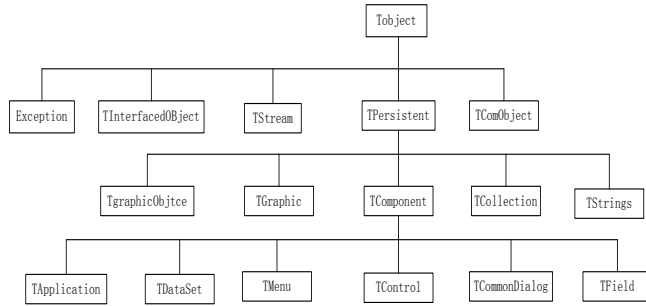 Tobject
Exception
TInterfacedOBject
TStream
TPersistent
TComObject
TgraphicObjtce
TGraphic
TComponent
TCollection
TStrings
TApplication
TDataSet
TMenu
TControl
TCommonDialog
TField